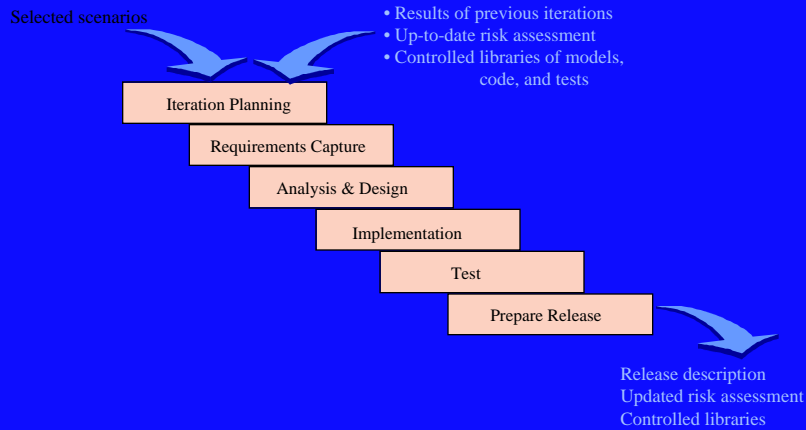 Selected scenarios
• Results of previous iterations
• Up-to-date risk assessment
• Controlled libraries of models,
code, and tests
Iteration Planning
Requirements Capture
Analysis & Design
Implementation
Test
Prepare Release
Release description
Updated risk assessment
Controlled libraries